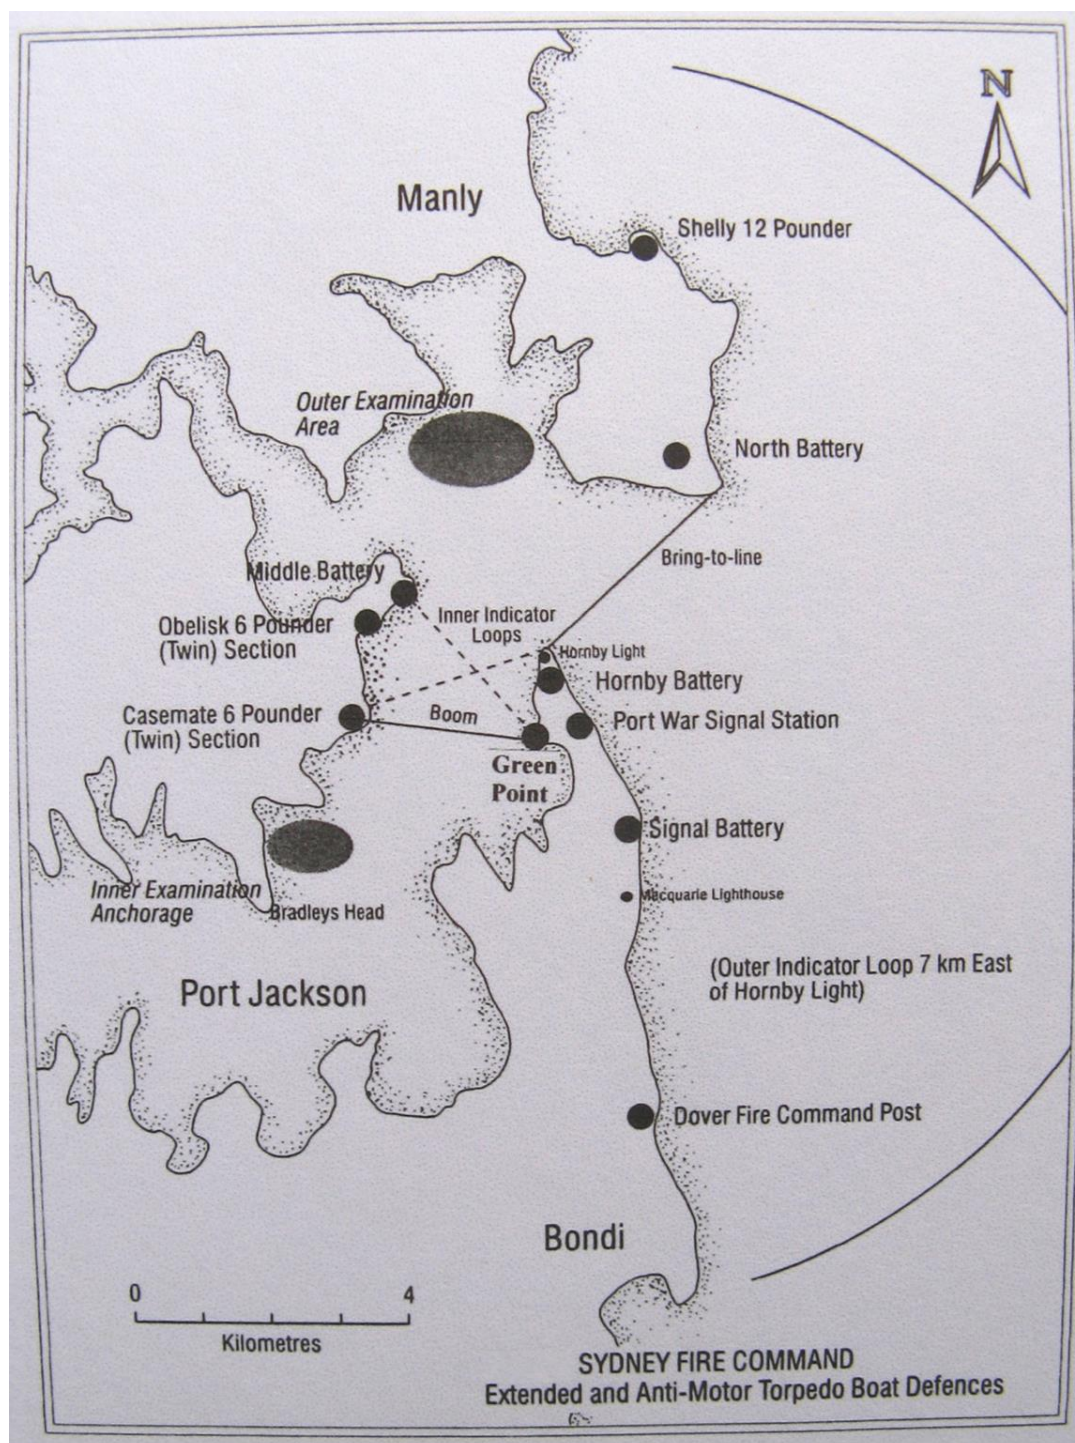 N
Manly
Shelly 12 Pounder
Outer Examination
Area
North Battery
Bring-to-line
Middle Battery
Inner Indicator
Loops
Obelisk 6 Pounder
(Twin) Section
Hornby Light
Hornby Battery
Casemate 6 Pounder
(Twin) Section
Boom
Port War Signal Station
Green
Point
Signal Battery
Inner Examination
Anchorage
Macquarie Lighthouse
Bradleys Head
Port Jackson
(Outer Indicator Loop 7 km East
of Hornby Light)
Dover Fire Command Post
Bondi
0 4
Kilometres
SYDNEY FIRE COMMAND
Extended and Anti-Motor Torpedo Boat Defences